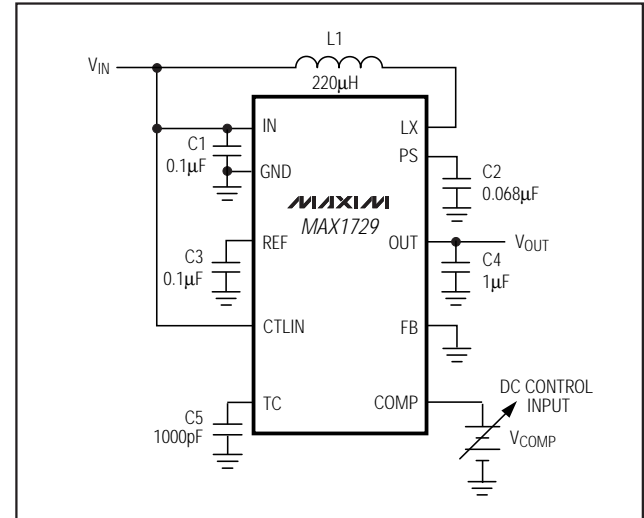 L1
VIN
220µH
IN
LX
C1
0.1µF
PS
GND
C2
0.068µF
MAXIM
MAX1729
REF
OUT
VOUT
C3
0.1µF
C4
1µF
CTLIN
FB
DC CONTROL
INPUT
TC
COMP
C5
1000pF
VCOMP